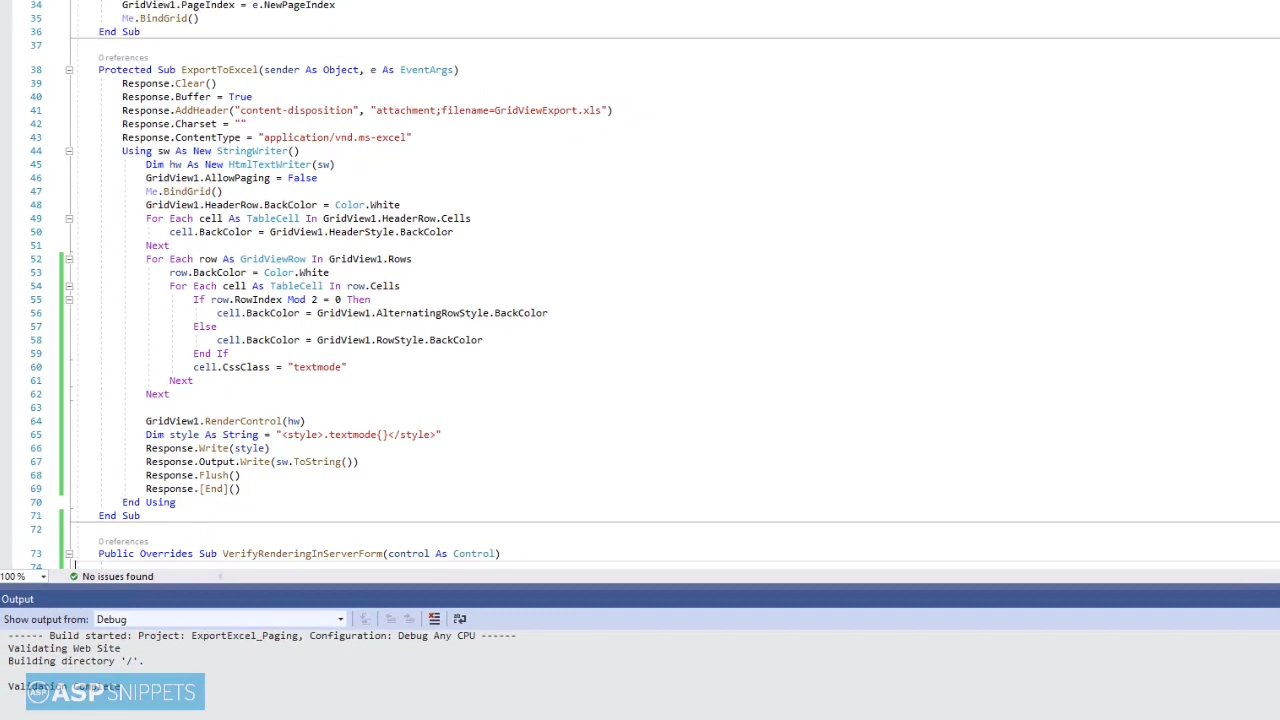 34 GridView1.PageIndex = e.NewPageIndex
35 Me.BindGrid()
36 End Sub
37
0 references
38 Protected Sub ExportToExcel(sender As Object, e As EventArgs)
39 Response.Clear()
40 Response.Buffer = True
41 Response.AddHeader("content-disposition", "attachment;filename=GridViewExport.xls")
42 Response.Charset = ""
43 Response.ContentType = "application/vnd.ms-excel"
44 Using sw As New StringWriter()
45 Dim hw As New HtmlTextWriter(sw)
46 GridView1.AllowPaging = False
47 Me.BindGrid()
48 GridView1.HeaderRow.BackColor = Color.White
49 For Each cell As TableCell In GridView1.HeaderRow.Cells
50 cell.BackColor = GridView1.HeaderStyle.BackColor
51 Next
52 For Each row As GridViewRow In GridView1.Rows
53 row.BackColor = Color.White
54 For Each cell As TableCell In row.Cells
55 If row.RowIndex Mod 2 = 0 Then
56 cell.BackColor = GridView1.AlternatingRowStyle.BackColor
57 Else
58 cell.BackColor = GridView1.RowStyle.BackColor
59 End If
60 cell.CssClass = "textmode"
61 Next
62 Next
63
64 GridView1.RenderControl(hw)
65 Dim style As String = "<style>.textmode{}</style>"
66 Response.Write(style)
67 Response.Output.Write(sw.ToString())
68 Response.Flush()
69 Response.[End]()
70 End Using
71 End Sub
72
0 references
73 Public Overrides Sub VerifyRenderingInServerForm(control As Control)
74
100 % No issues found
Output
Show output from: Debug
------ Build started: Project: ExportExcel_Paging, Configuration: Debug Any CPU ------
Validating Web Site
Building directory '/'.
Validation Complete
ASP ASPSNIPPETS